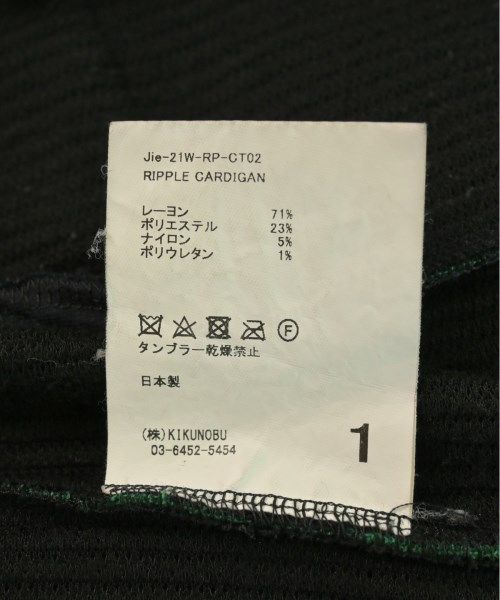 Jie-21W-RP-CT02
RIPPLE CARDIGAN
レーヨン 71%
ポリエステル 23%
ナイロン 5%
ポリウレタン 1%
F
タンブラー乾燥禁止
日本製
(株)KIKUNOBU
03-6452-5454
1